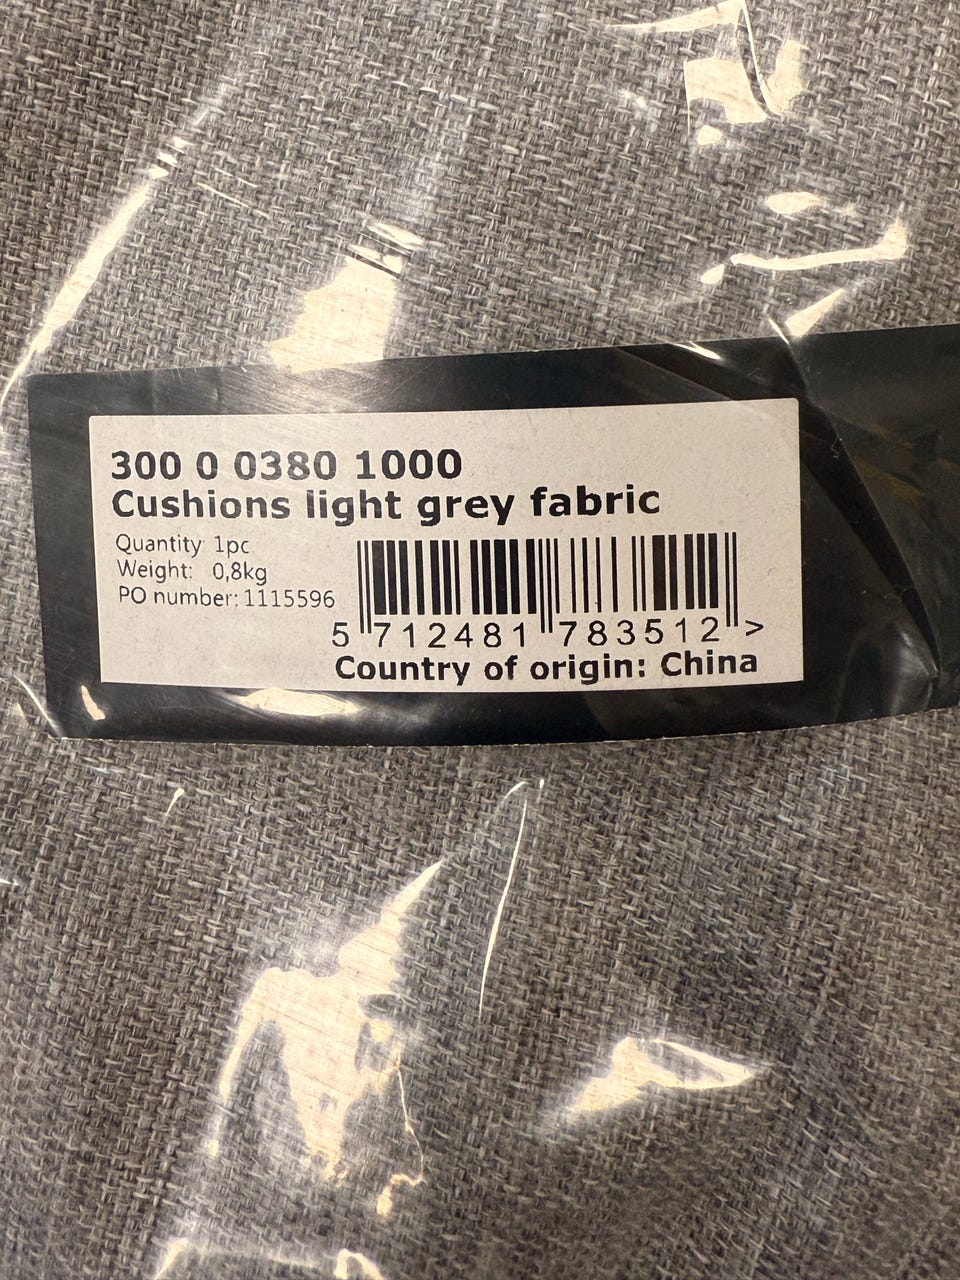 300 0 0380 1000
Cushions light grey fabric
Quantity 1pc
Weight: 0,8kg
PO number: 1115596
5 712481 783512 >
Country of origin: China